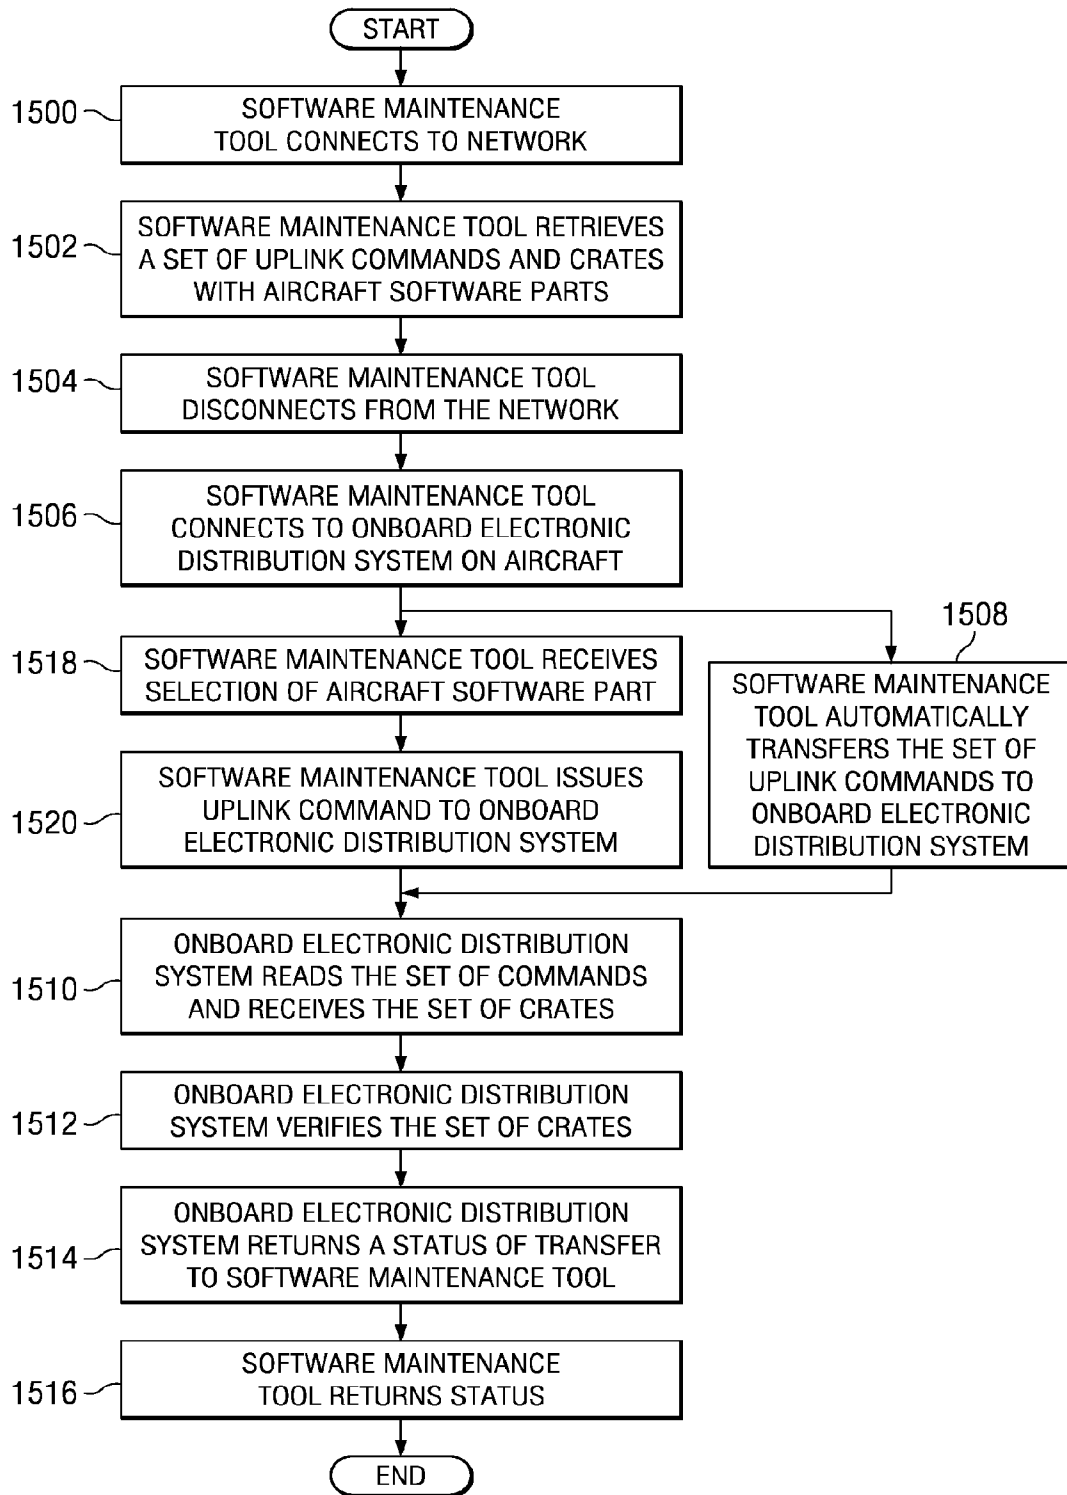 START
1500
SOFTWARE MAINTENANCE
TOOL CONNECTS TO NETWORK
1502
SOFTWARE MAINTENANCE TOOL RETRIEVES
A SET OF UPLINK COMMANDS AND CRATES
WITH AIRCRAFT SOFTWARE PARTS
1504
SOFTWARE MAINTENANCE TOOL
DISCONNECTS FROM THE NETWORK
1506
SOFTWARE MAINTENANCE TOOL
CONNECTS TO ONBOARD ELECTRONIC
DISTRIBUTION SYSTEM ON AIRCRAFT
1518
SOFTWARE MAINTENANCE TOOL RECEIVES
SELECTION OF AIRCRAFT SOFTWARE PART
1508
SOFTWARE MAINTENANCE
TOOL AUTOMATICALLY
TRANSFERS THE SET OF
UPLINK COMMANDS TO
ONBOARD ELECTRONIC
DISTRIBUTION SYSTEM
1520
SOFTWARE MAINTENANCE TOOL ISSUES
UPLINK COMMAND TO ONBOARD
ELECTRONIC DISTRIBUTION SYSTEM
1510
ONBOARD ELECTRONIC DISTRIBUTION
SYSTEM READS THE SET OF COMMANDS
AND RECEIVES THE SET OF CRATES
1512
ONBOARD ELECTRONIC DISTRIBUTION
SYSTEM VERIFIES THE SET OF CRATES
1514
ONBOARD ELECTRONIC DISTRIBUTION
SYSTEM RETURNS A STATUS OF TRANSFER
TO SOFTWARE MAINTENANCE TOOL
1516
SOFTWARE MAINTENANCE
TOOL RETURNS STATUS
END